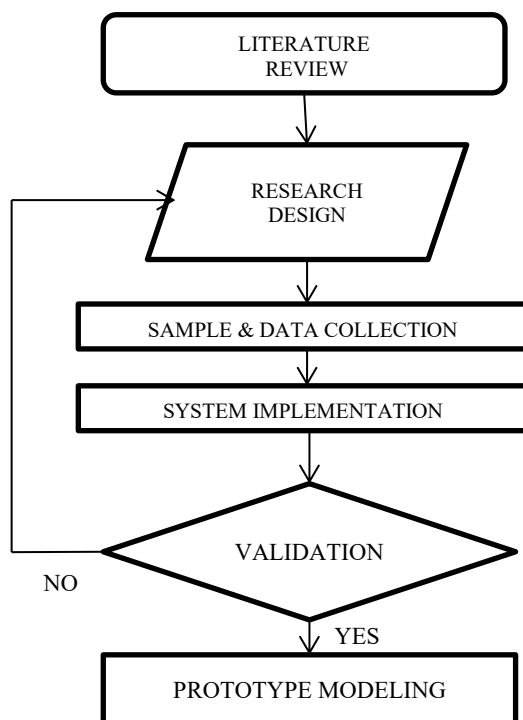 LITERATURE
REVIEW
RESEARCH
DESIGN
SAMPLE & DATA COLLECTION
SYSTEM IMPLEMENTATION
VALIDATION
NO
YES
PROTOTYPE MODELING